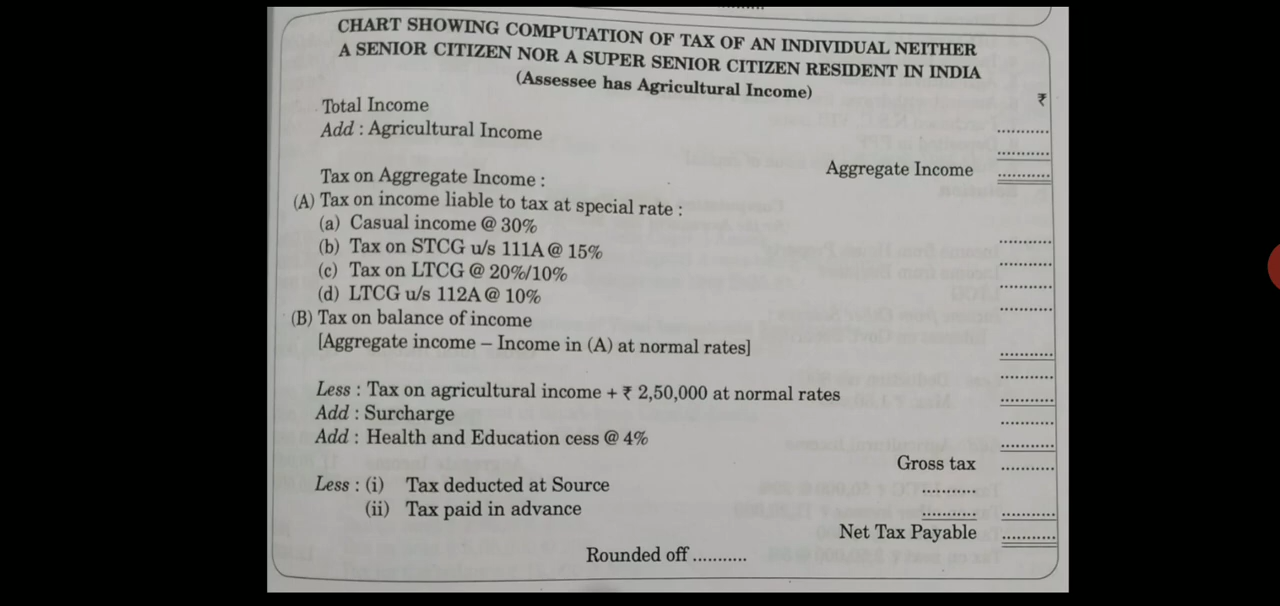 CHART SHOWING COMPUTATION OF TAX OF AN INDIVIDUAL NEITHER
A SENIOR CITIZEN NOR A SUPER SENIOR CITIZEN RESIDENT IN INDIA
(Assessee has Agricultural Income)
₹
Total Income ..........
Add : Agricultural Income ..........
Aggregate Income ..........
Tax on Aggregate Income :
(A) Tax on income liable to tax at special rate :
(a) Casual income @ 30% ..........
(b) Tax on STCG u/s 111A @ 15% ..........
(c) Tax on LTCG @ 20%/10% ..........
(d) LTCG u/s 112A @ 10% ..........
(B) Tax on balance of income
[Aggregate income – Income in (A) at normal rates] ..........
..........
Less : Tax on agricultural income + ₹ 2,50,000 at normal rates ..........
Add : Surcharge ..........
Add : Health and Education cess @ 4% ..........
Gross tax ..........
Less : (i) Tax deducted at Source ..........
(ii) Tax paid in advance .......... ..........
Net Tax Payable ..........
Rounded off ..........